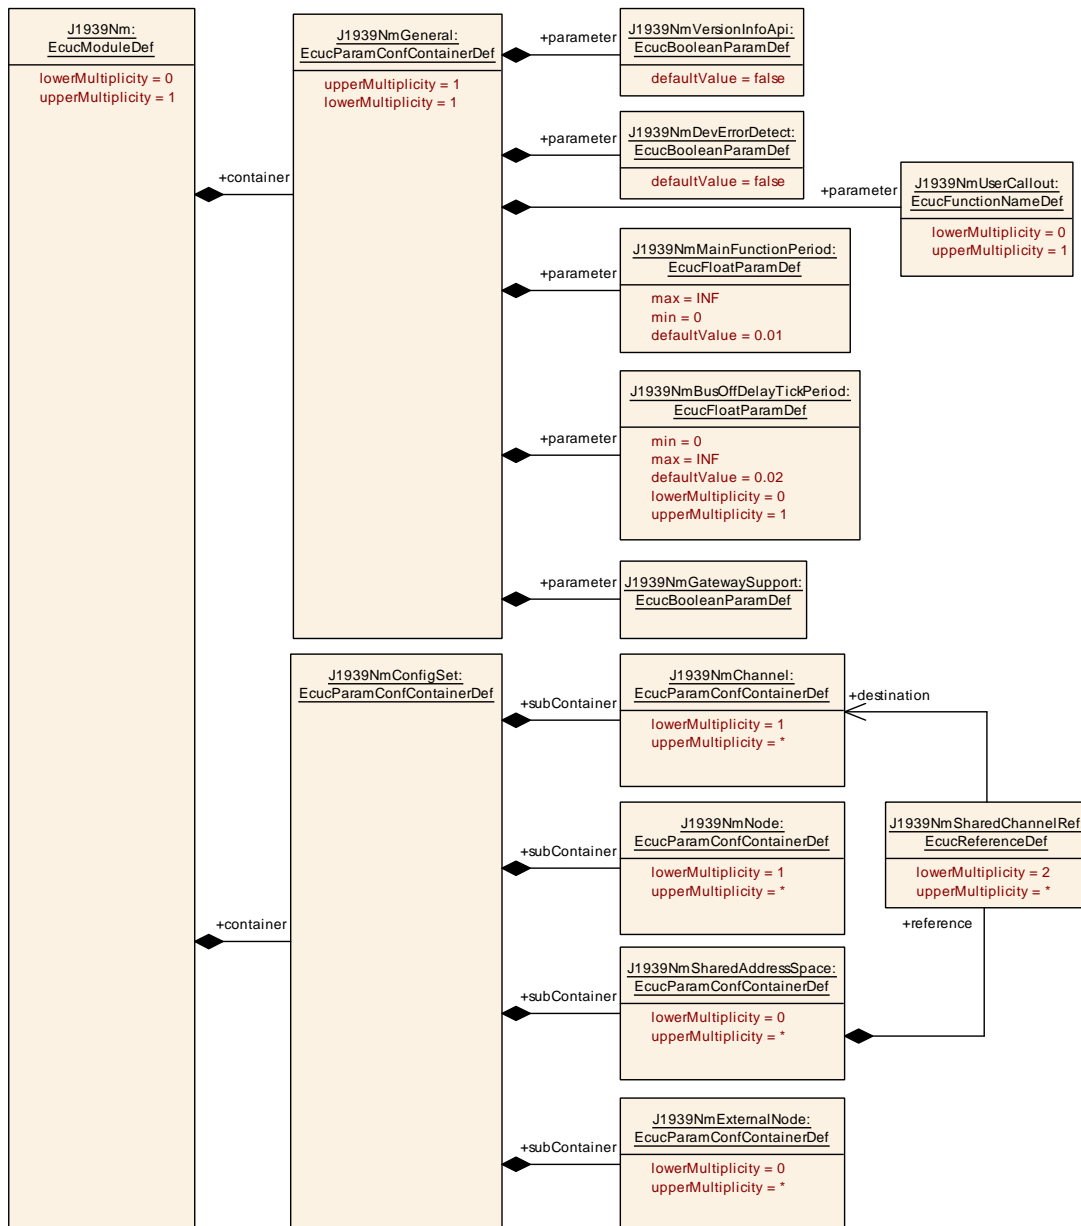 J1939Nm:
EcucModuleDef
lowerMultiplicity = 0
upperMultiplicity = 1
+container
J1939NmGeneral:
EcucParamConfContainerDef
upperMultiplicity = 1
lowerMultiplicity = 1
+parameter
J1939NmVersionInfoApi:
EcucBooleanParamDef
defaultValue = false
+parameter
J1939NmDevErrorDetect:
EcucBooleanParamDef
defaultValue = false
+parameter
J1939NmUserCallout:
EcucFunctionNameDef
lowerMultiplicity = 0
upperMultiplicity = 1
+parameter
J1939NmMainFunctionPeriod:
EcucFloatParamDef
max = INF
min = 0
defaultValue = 0.01
+parameter
J1939NmBusOffDelayTickPeriod:
EcucFloatParamDef
min = 0
max = INF
defaultValue = 0.02
lowerMultiplicity = 0
upperMultiplicity = 1
+parameter
J1939NmGatewaySupport:
EcucBooleanParamDef
+container
J1939NmConfigSet:
EcucParamConfContainerDef
+subContainer
J1939NmChannel:
EcucParamConfContainerDef
lowerMultiplicity = 1
upperMultiplicity = *
+destination
J1939NmSharedChannelRef:
EcucReferenceDef
lowerMultiplicity = 2
upperMultiplicity = *
+reference
+subContainer
J1939NmNode:
EcucParamConfContainerDef
lowerMultiplicity = 1
upperMultiplicity = *
+subContainer
J1939NmSharedAddressSpace:
EcucParamConfContainerDef
lowerMultiplicity = 0
upperMultiplicity = *
+subContainer
J1939NmExternalNode:
EcucParamConfContainerDef
lowerMultiplicity = 0
upperMultiplicity = *